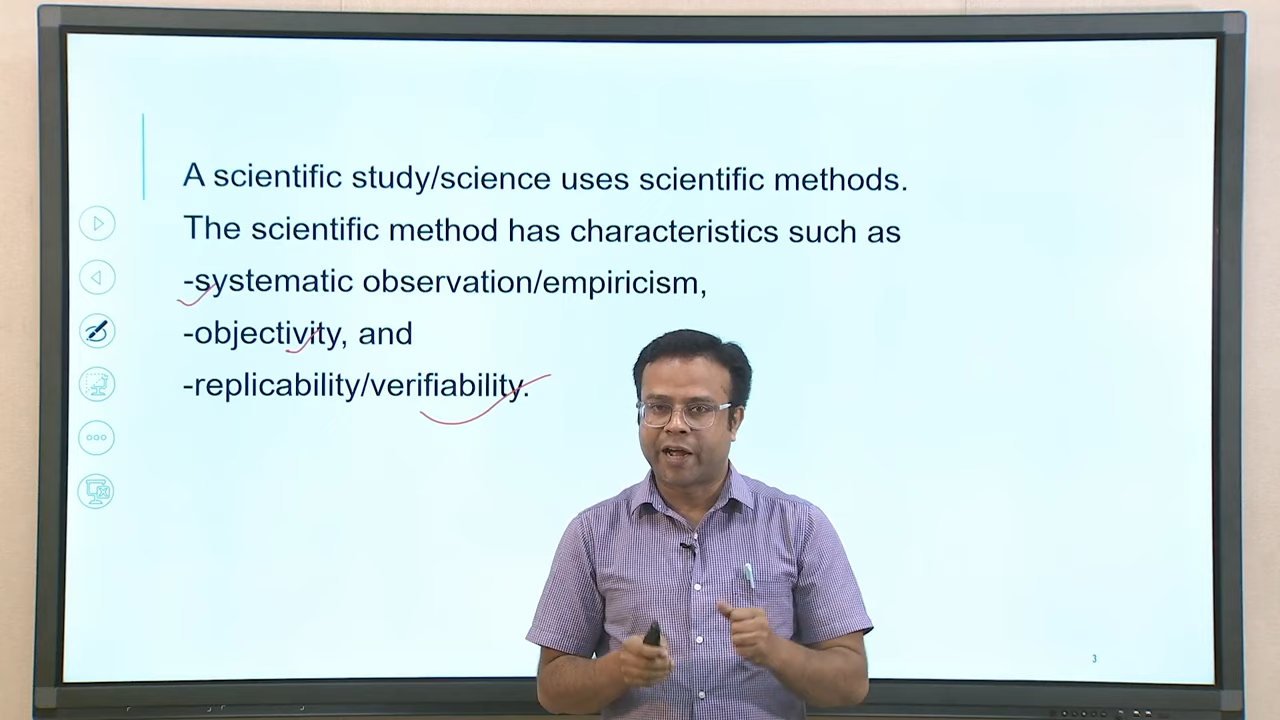 A scientific study/science uses scientific methods.
The scientific method has characteristics such as
-systematic observation/empiricism,
-objectivity, and
-replicability/verifiability.
3